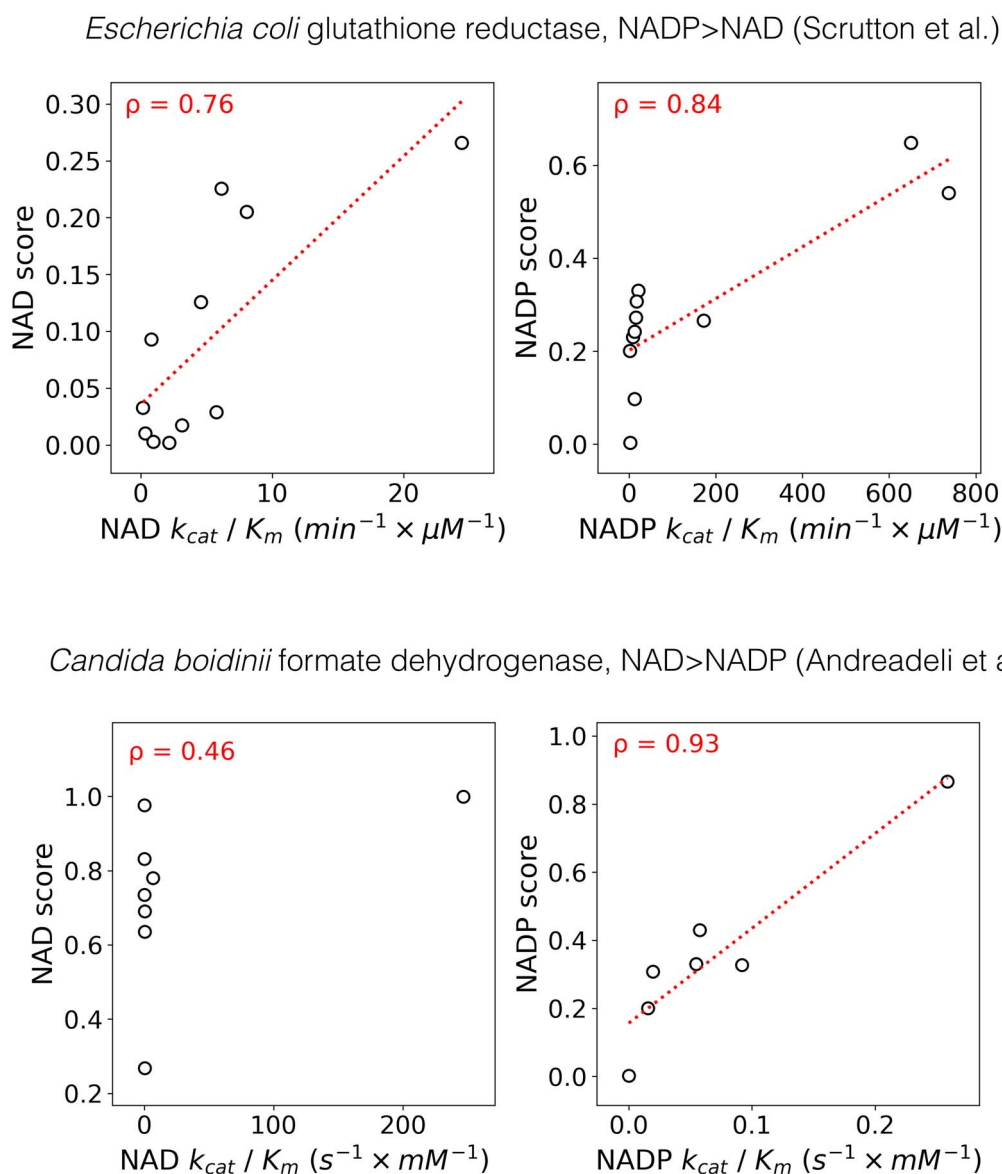 Escherichia coli glutathione reductase, NADP>NAD (Scrutton et al.)
ρ = 0.76
0.30
0.25
0.20
0.15
0.10
0.05
0.00
NAD score
0 10 20
NAD kcat / Km (min⁻¹ × μM⁻¹)
ρ = 0.84
0.6
0.4
0.2
0.0
NADP score
0 200 400 600 800
NADP kcat / Km (min⁻¹ × μM⁻¹)
Candida boidinii formate dehydrogenase, NAD>NADP (Andreadeli et a
ρ = 0.46
1.0
0.8
0.6
0.4
0.2
NAD score
0 100 200
NAD kcat / Km (s⁻¹ × mM⁻¹)
ρ = 0.93
1.0
0.8
0.6
0.4
0.2
0.0
NADP score
0.0 0.1 0.2
NADP kcat / Km (s⁻¹ × mM⁻¹)